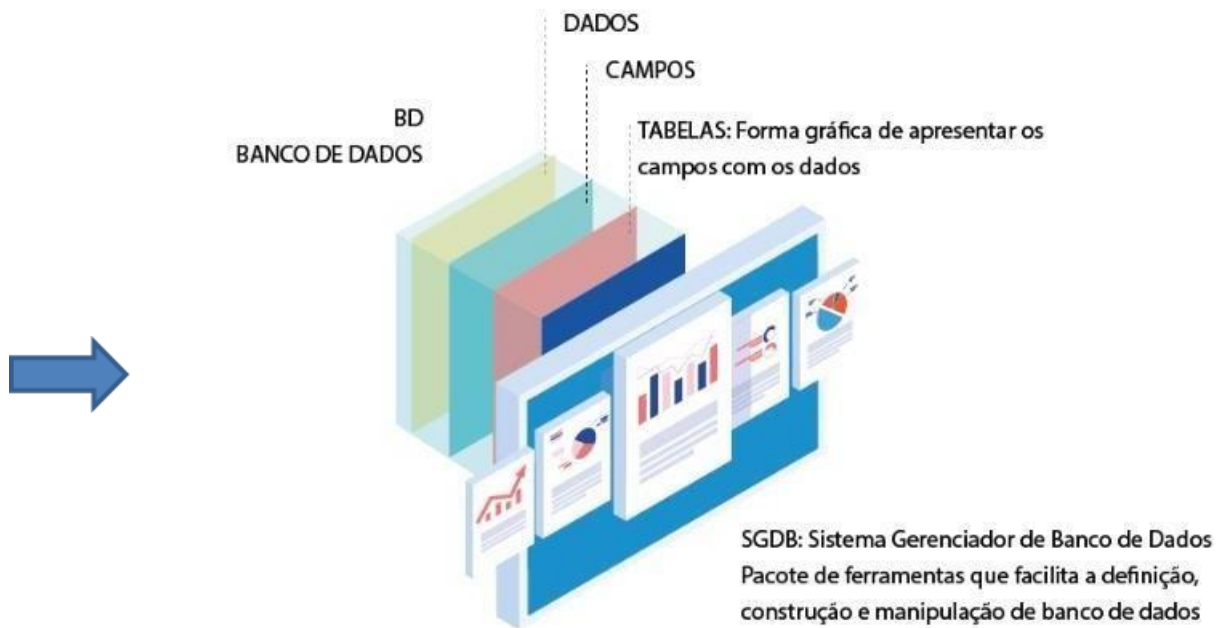 DADOS
CAMPOS
BD
BANCO DE DADOS
TABELAS: Forma gráfica de apresentar os
campos com os dados
SGDB: Sistema Gerenciador de Banco de Dados
Pacote de ferramentas que facilita a definição,
construção e manipulação de banco de dados